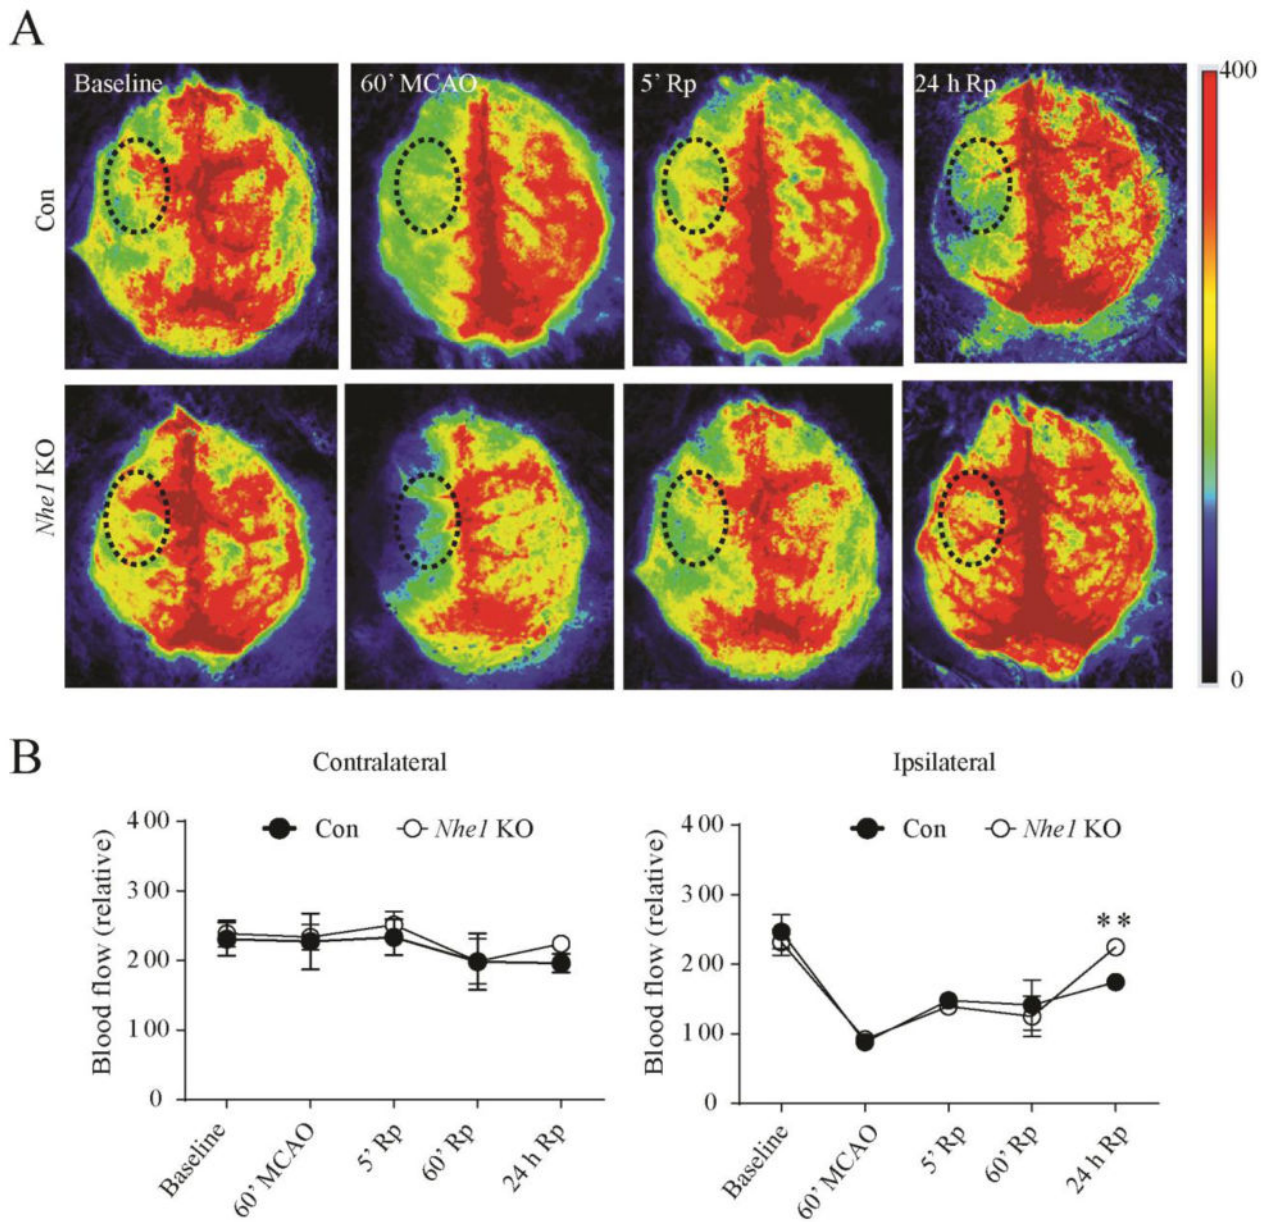 A
Baseline
60’ MCAO
5’ Rp
24 h Rp
400
Con
Nhe1 KO
0
B
Contralateral
Ipsilateral
Con
Nhe1 KO
Con
Nhe1 KO
Blood flow (relative)
400
300
200
100
0
Baseline
60’ MCAO
5’ Rp
60’ Rp
24 h Rp
Blood flow (relative)
400
300
200
100
0
**
Baseline
60’ MCAO
5’ Rp
60’ Rp
24 h Rp